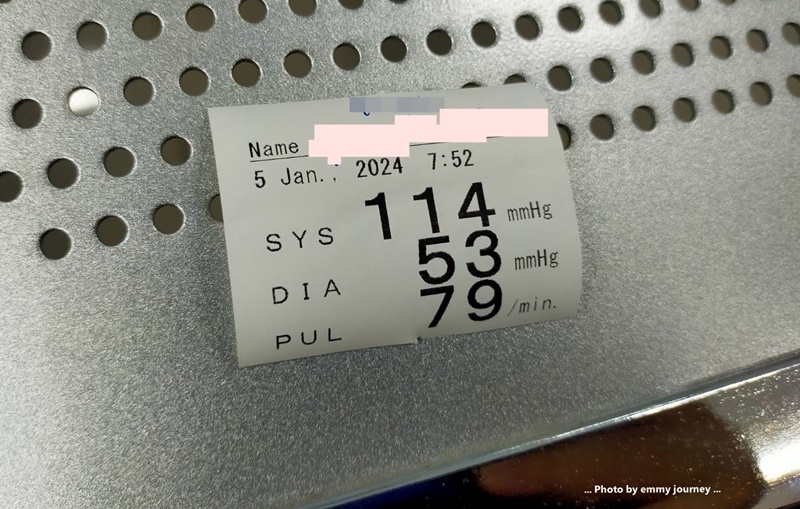 Name
5 Jan., 2024 7:52
SYS 114 mmHg
DIA 53 mmHg
PUL 79 /min.
... Photo by emmy journey ...